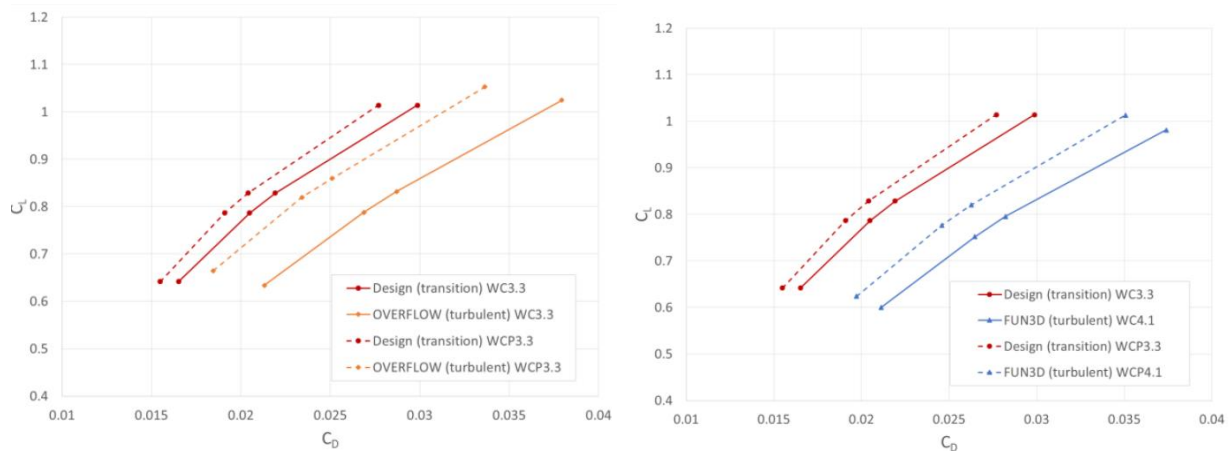 1.2
1.1
1
0.9
0.8
0.7
0.6
0.5
0.4
CL
0.01
0.015
0.02
0.025
0.03
0.035
0.04
CD
Design (transition) WC3.3
OVERFLOW (turbulent) WC3.3
Design (transition) WCP3.3
OVERFLOW (turbulent) WCP3.3
1.2
1.1
1
0.9
0.8
0.7
0.6
0.5
0.4
CL
0.01
0.015
0.02
0.025
0.03
0.035
0.04
CD
Design (transition) WC3.3
FUN3D (turbulent) WC4.1
Design (transition) WCP3.3
FUN3D (turbulent) WCP4.1